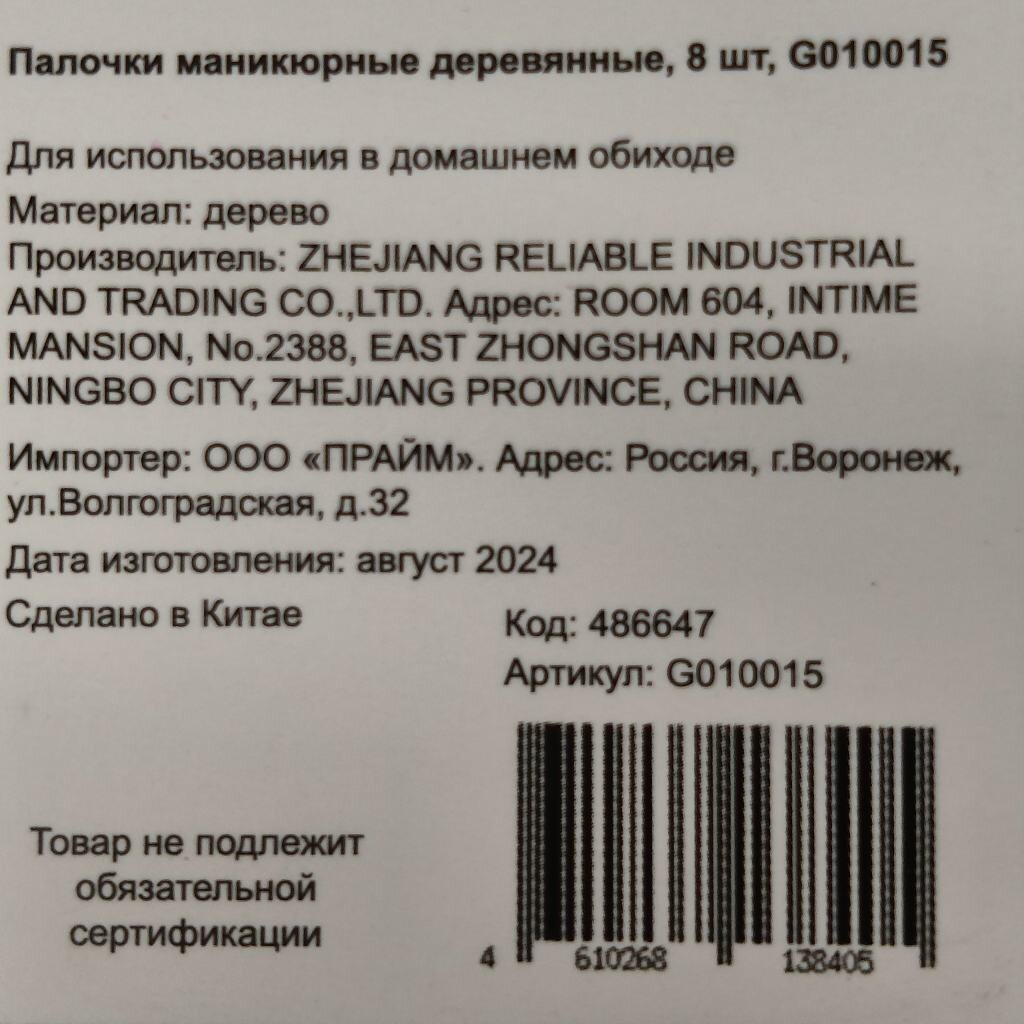 Палочки маникюрные деревянные, 8 шт, G010015
Для использования в домашнем обиходе
Материал: дерево
Производитель: ZHEJIANG RELIABLE INDUSTRIAL
AND TRADING CO.,LTD. Адрес: ROOM 604, INTIME
MANSION, No.2388, EAST ZHONGSHAN ROAD,
NINGBO CITY, ZHEJIANG PROVINCE, CHINA
Импортер: ООО «ПРАЙМ». Адрес: Россия, г.Воронеж,
ул.Волгоградская, д.32
Дата изготовления: август 2024
Сделано в Китае
Код: 486647
Артикул: G010015
Товар не подлежит
обязательной
сертификации
4 610268 138405